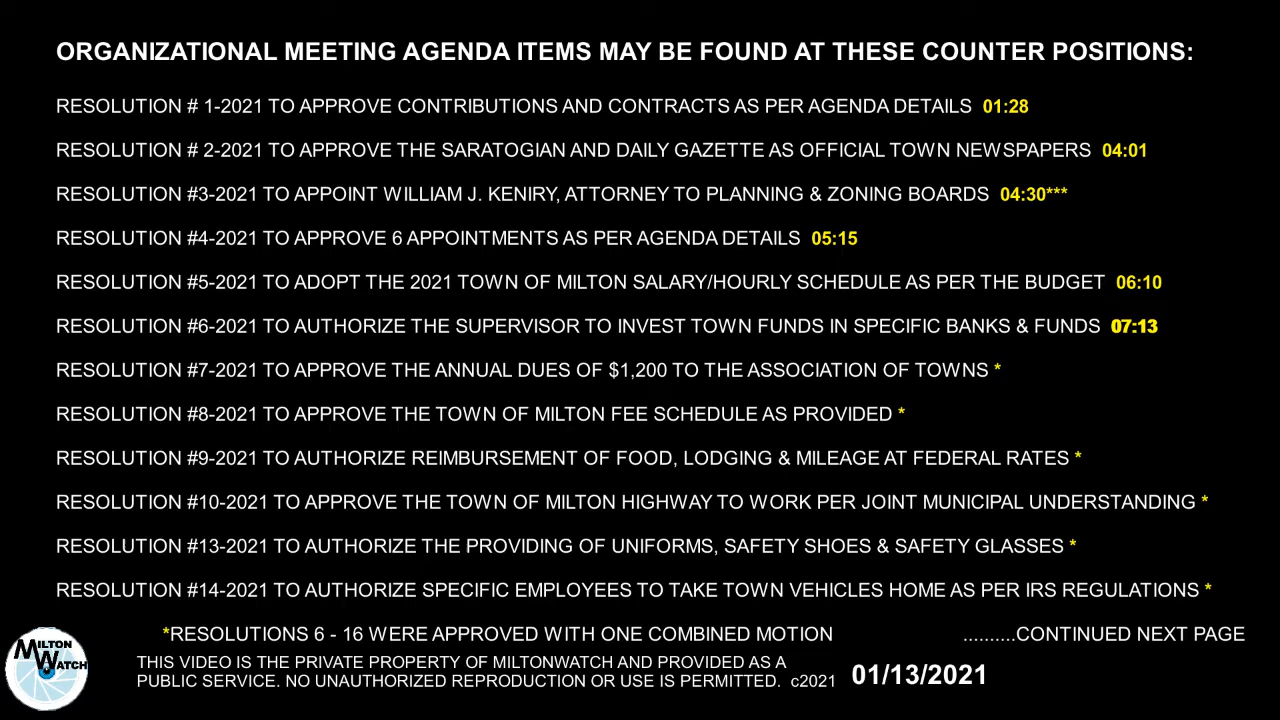 ORGANIZATIONAL MEETING AGENDA ITEMS MAY BE FOUND AT THESE COUNTER POSITIONS:
RESOLUTION # 1-2021 TO APPROVE CONTRIBUTIONS AND CONTRACTS AS PER AGENDA DETAILS 01:28
RESOLUTION # 2-2021 TO APPROVE THE SARATOGIAN AND DAILY GAZETTE AS OFFICIAL TOWN NEWSPAPERS 04:01
RESOLUTION #3-2021 TO APPOINT WILLIAM J. KENIRY, ATTORNEY TO PLANNING & ZONING BOARDS 04:30***
RESOLUTION #4-2021 TO APPROVE 6 APPOINTMENTS AS PER AGENDA DETAILS 05:15
RESOLUTION #5-2021 TO ADOPT THE 2021 TOWN OF MILTON SALARY/HOURLY SCHEDULE AS PER THE BUDGET 06:10
RESOLUTION #6-2021 TO AUTHORIZE THE SUPERVISOR TO INVEST TOWN FUNDS IN SPECIFIC BANKS & FUNDS 07:13
RESOLUTION #7-2021 TO APPROVE THE ANNUAL DUES OF $1,200 TO THE ASSOCIATION OF TOWNS *
RESOLUTION #8-2021 TO APPROVE THE TOWN OF MILTON FEE SCHEDULE AS PROVIDED *
RESOLUTION #9-2021 TO AUTHORIZE REIMBURSEMENT OF FOOD, LODGING & MILEAGE AT FEDERAL RATES *
RESOLUTION #10-2021 TO APPROVE THE TOWN OF MILTON HIGHWAY TO WORK PER JOINT MUNICIPAL UNDERSTANDING *
RESOLUTION #13-2021 TO AUTHORIZE THE PROVIDING OF UNIFORMS, SAFETY SHOES & SAFETY GLASSES *
RESOLUTION #14-2021 TO AUTHORIZE SPECIFIC EMPLOYEES TO TAKE TOWN VEHICLES HOME AS PER IRS REGULATIONS *
*RESOLUTIONS 6 - 16 WERE APPROVED WITH ONE COMBINED MOTION ..........CONTINUED NEXT PAGE
MILTON
WATCH
THIS VIDEO IS THE PRIVATE PROPERTY OF MILTONWATCH AND PROVIDED AS A
PUBLIC SERVICE. NO UNAUTHORIZED REPRODUCTION OR USE IS PERMITTED. c2021 01/13/2021